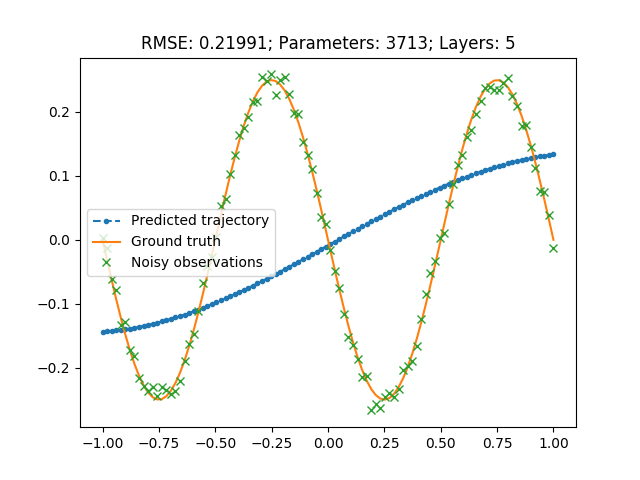 RMSE: 0.21991; Parameters: 3713; Layers: 5
0.2
0.1
0.0
−0.1
−0.2
Predicted trajectory
Ground truth
Noisy observations
−1.00 −0.75 −0.50 −0.25 0.00 0.25 0.50 0.75 1.00